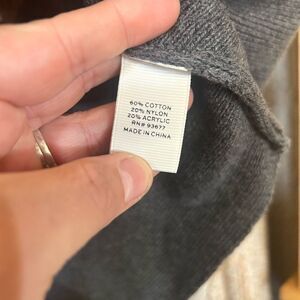 60% COTTON
20% NYLON
20% ACRYLIC
RN# 93677
MADE IN CHINA